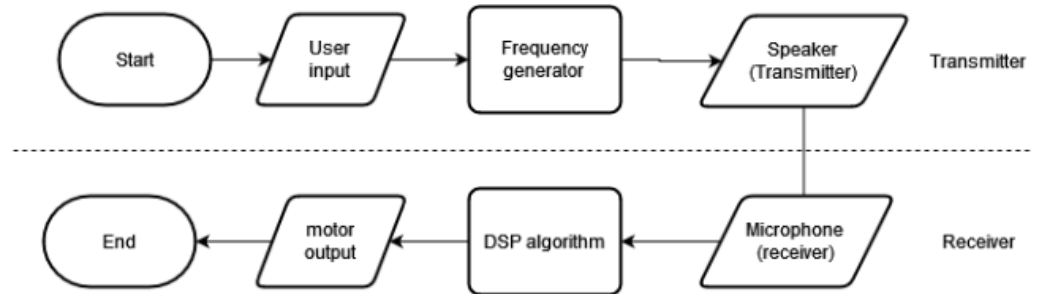 Start
User
input
Frequency
generator
Speaker
(Transmitter)
Transmitter
End
motor
output
DSP algorithm
Microphone
(receiver)
Receiver